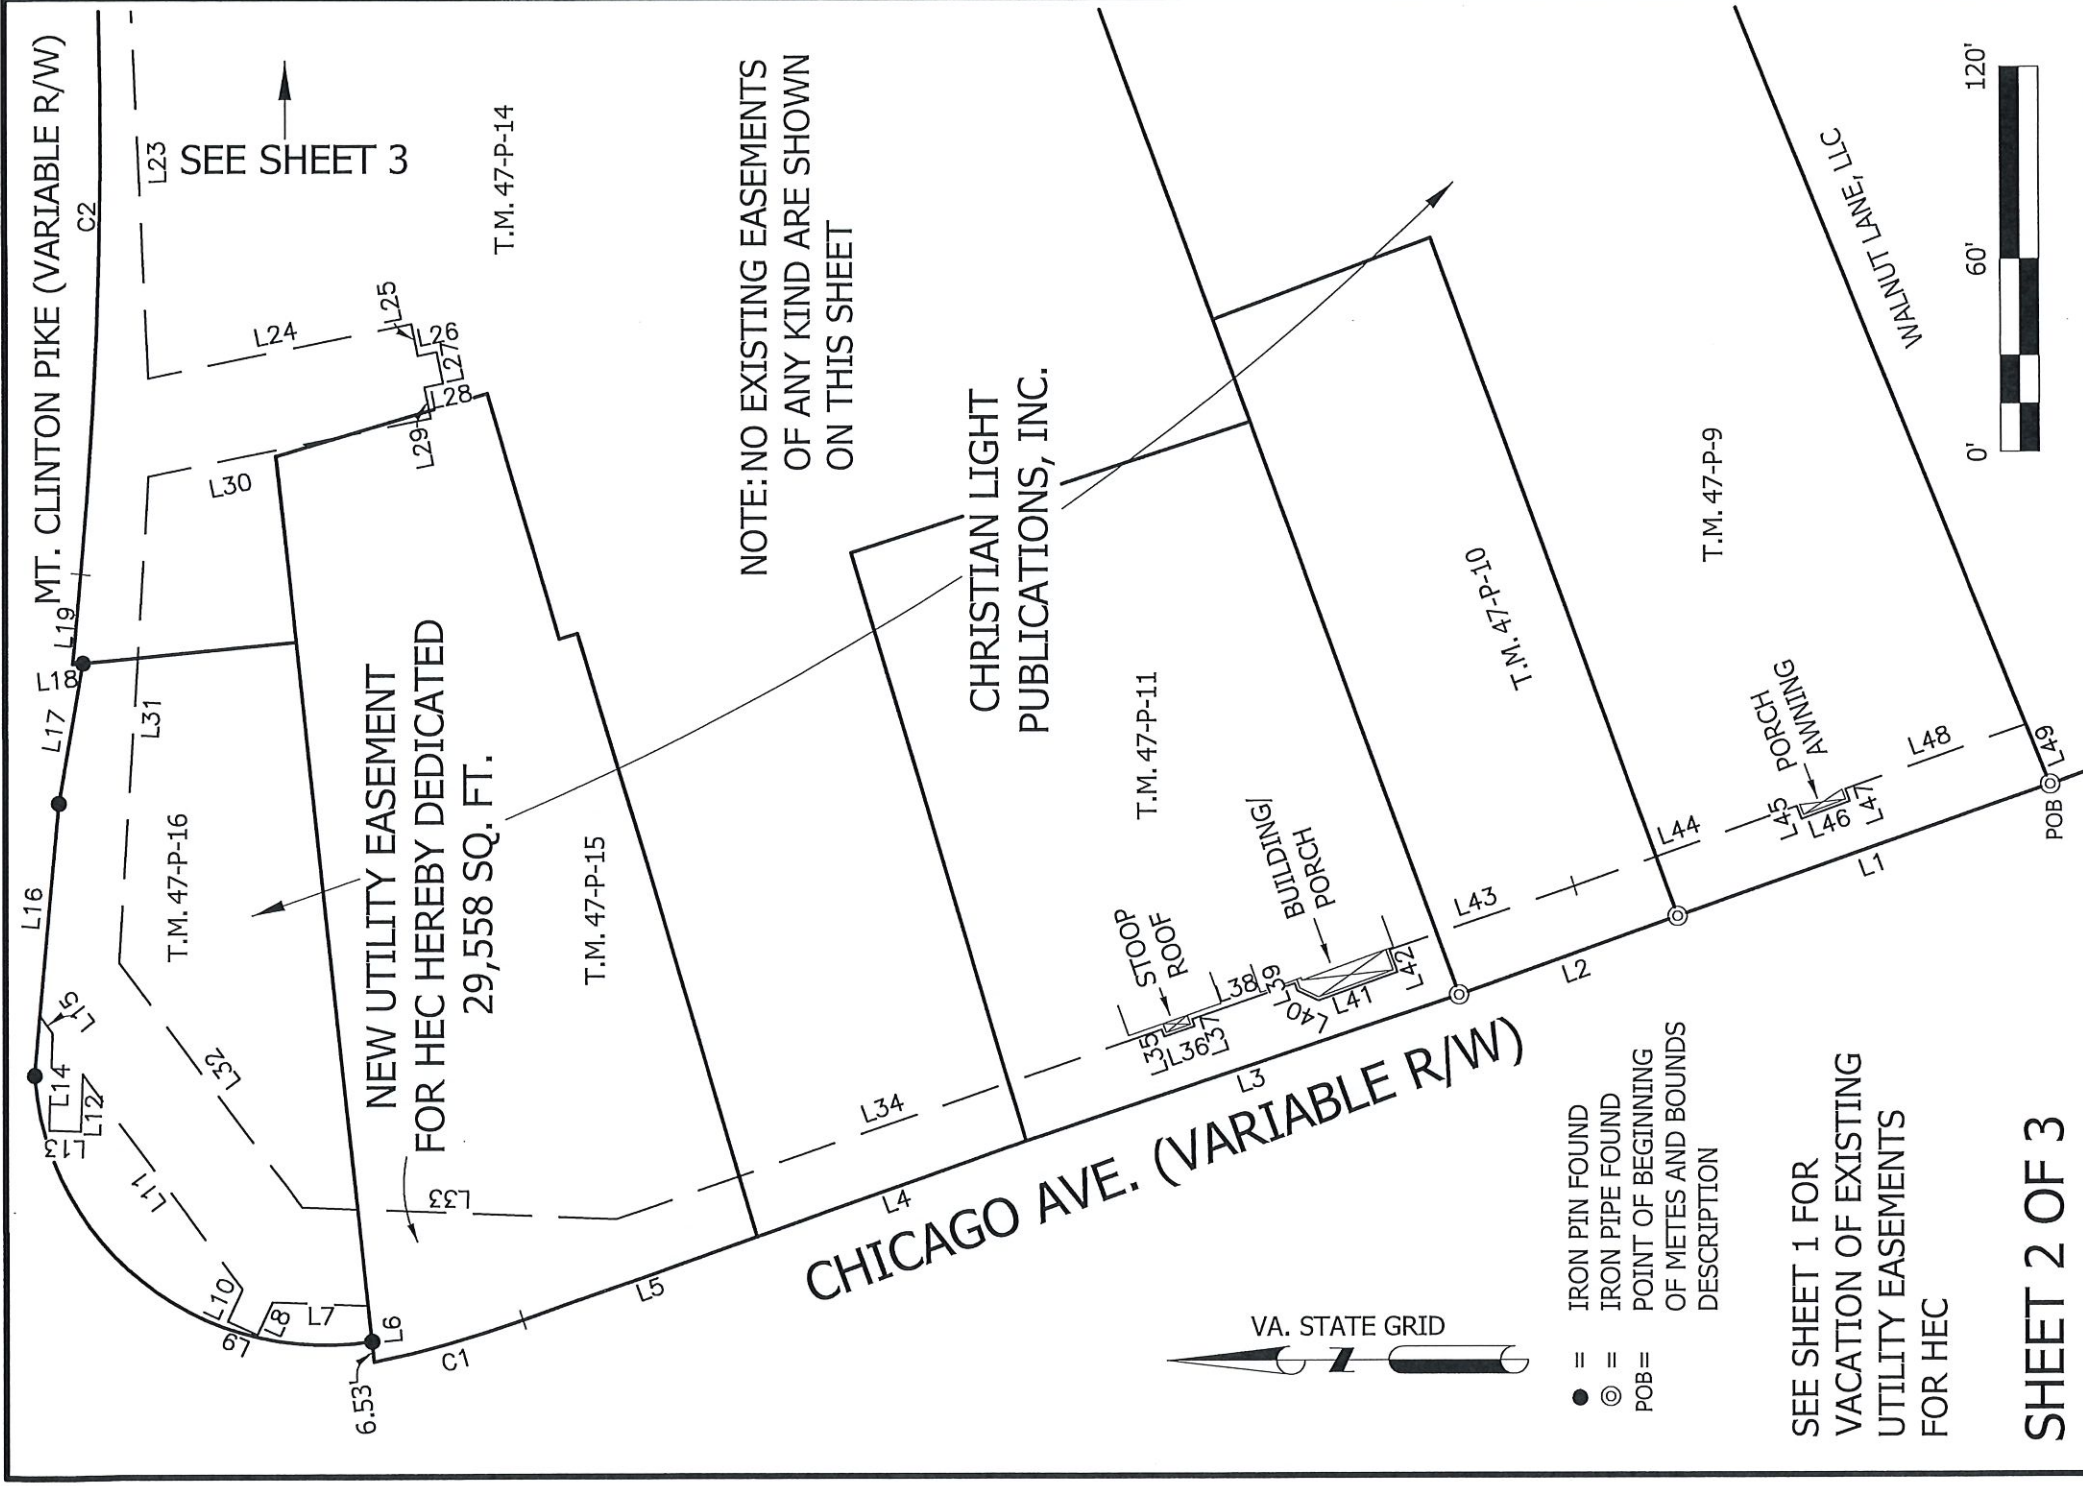 MT. CLINTON PIKE (VARIABLE R/W)
C2
L23
SEE SHEET 3
T.M. 47-P-14
L24
L25
L26
L27
L28
L29
L30
L19
L18
L17
L31
L16
T.M. 47-P-16
L15
L14
L12
L13
L11
L32
L10
L9
L8
L7
L6
6.53'
C1
L33
NEW UTILITY EASEMENT
FOR HEC HEREBY DEDICATED
29,558 SQ. FT.
T.M. 47-P-15
L5
L4
L34
NOTE: NO EXISTING EASEMENTS
OF ANY KIND ARE SHOWN
ON THIS SHEET
CHRISTIAN LIGHT
PUBLICATIONS, INC.
T.M. 47-P-11
STOOP
ROOF
BUILDING/
PORCH
L35
L36
L37
L38
L39
L40
L41
L42
L3
L43
L2
T.M. 47-P-10
L44
T.M. 47-P-9
PORCH
AWNING
L45
L46
L47
L48
L49
L1
POB
WALNUT LANE, LLC
0'
60'
120'
CHICAGO AVE. (VARIABLE R/W)
VA. STATE GRID
= IRON PIN FOUND
= IRON PIPE FOUND
POB= POINT OF BEGINNING
OF METES AND BOUNDS
DESCRIPTION
SEE SHEET 1 FOR
VACATION OF EXISTING
UTILITY EASEMENTS
FOR HEC
SHEET 2 OF 3